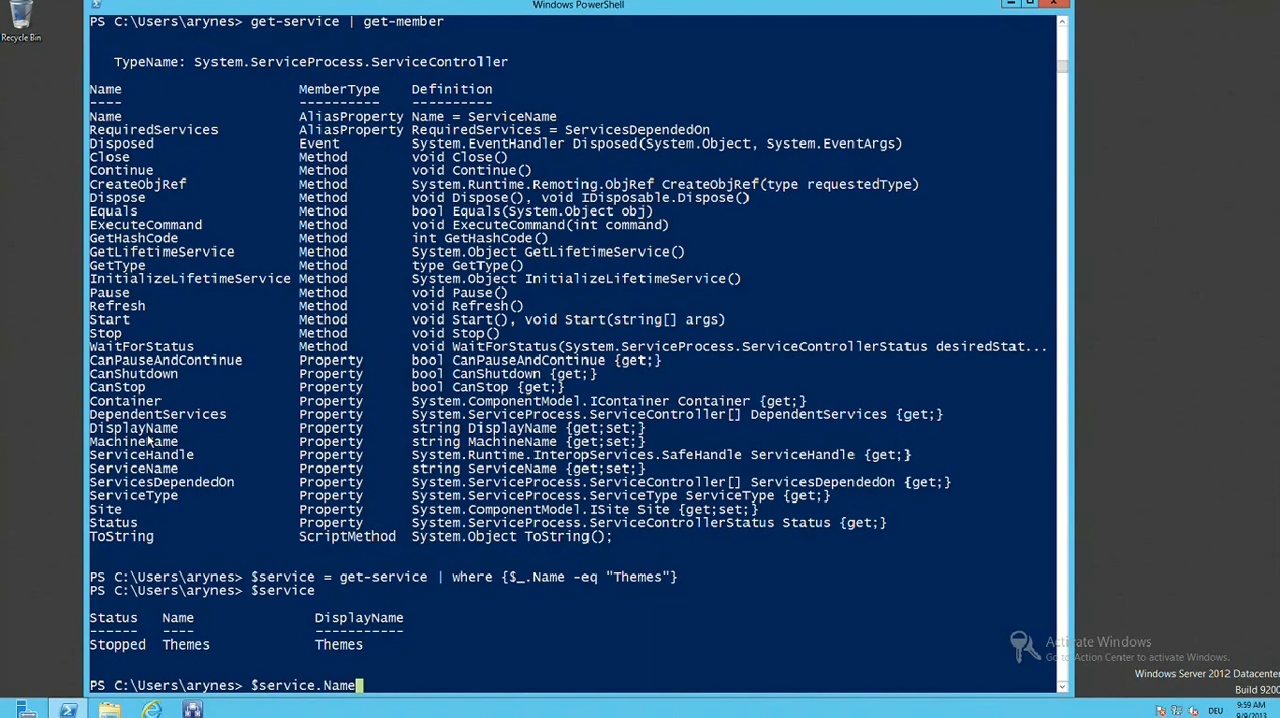 Windows PowerShell
Recycle Bin
PS C:\Users\arynes> get-service | get-member
TypeName: System.ServiceProcess.ServiceController
Name MemberType Definition
---- ---------- ----------
Name AliasProperty Name = ServiceName
RequiredServices AliasProperty RequiredServices = ServicesDependedOn
Disposed Event System.EventHandler Disposed(System.Object, System.EventArgs)
Close Method void Close()
Continue Method void Continue()
CreateObjRef Method System.Runtime.Remoting.ObjRef CreateObjRef(type requestedType)
Dispose Method void Dispose(), void IDisposable.Dispose()
Equals Method bool Equals(System.Object obj)
ExecuteCommand Method void ExecuteCommand(int command)
GetHashCode Method int GetHashCode()
GetLifetimeService Method System.Object GetLifetimeService()
GetType Method type GetType()
InitializeLifetimeService Method System.Object InitializeLifetimeService()
Pause Method void Pause()
Refresh Method void Refresh()
Start Method void Start(), void Start(string[] args)
Stop Method void Stop()
WaitForStatus Method void WaitForStatus(System.ServiceProcess.ServiceControllerStatus desiredStat...
CanPauseAndContinue Property bool CanPauseAndContinue {get;}
CanShutdown Property bool CanShutdown {get;}
CanStop Property bool CanStop {get;}
Container Property System.ComponentModel.IContainer Container {get;}
DependentServices Property System.ServiceProcess.ServiceController[] DependentServices {get;}
DisplayName Property string DisplayName {get;set;}
MachineName Property string MachineName {get;set;}
ServiceHandle Property System.Runtime.InteropServices.SafeHandle ServiceHandle {get;}
ServiceName Property string ServiceName {get;set;}
ServicesDependedOn Property System.ServiceProcess.ServiceController[] ServicesDependedOn {get;}
ServiceType Property System.ServiceProcess.ServiceType ServiceType {get;}
Site Property System.ComponentModel.ISite Site {get;set;}
Status Property System.ServiceProcess.ServiceControllerStatus Status {get;}
ToString ScriptMethod System.Object ToString();
PS C:\Users\arynes> $service = get-service | where {$_.Name -eq "Themes"}
PS C:\Users\arynes> $service
Status Name DisplayName
------ ---- -----------
Stopped Themes Themes
PS C:\Users\arynes> $service.Name
Activate Windows
Go to Action Center to activate Windows.
Windows Server 2012 Datacenter
Build 9200
DEU
9:59 AM
9/9/2013